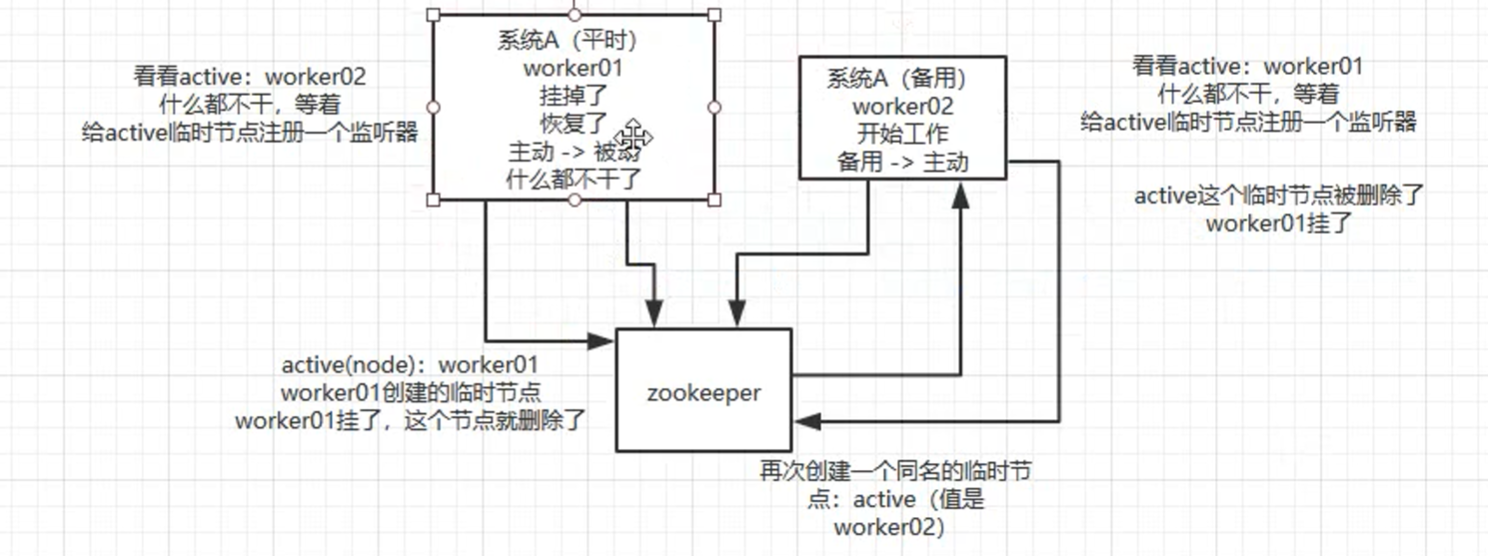 看看active：worker02
什么都不干，等着
给active临时节点注册一个监听器
系统A（平时）
worker01
挂掉了
恢复了
主动 -> 被动
什么都不干了
系统A（备用）
worker02
开始工作
备用 -> 主动
看看active：worker01
什么都不干，等着
给active临时节点注册一个监听器
active这个临时节点被删除了
worker01挂了
active(node)：worker01
worker01创建的临时节点
worker01挂了，这个节点就删除了
zookeeper
再次创建一个同名的临时节
点：active（值是
worker02）